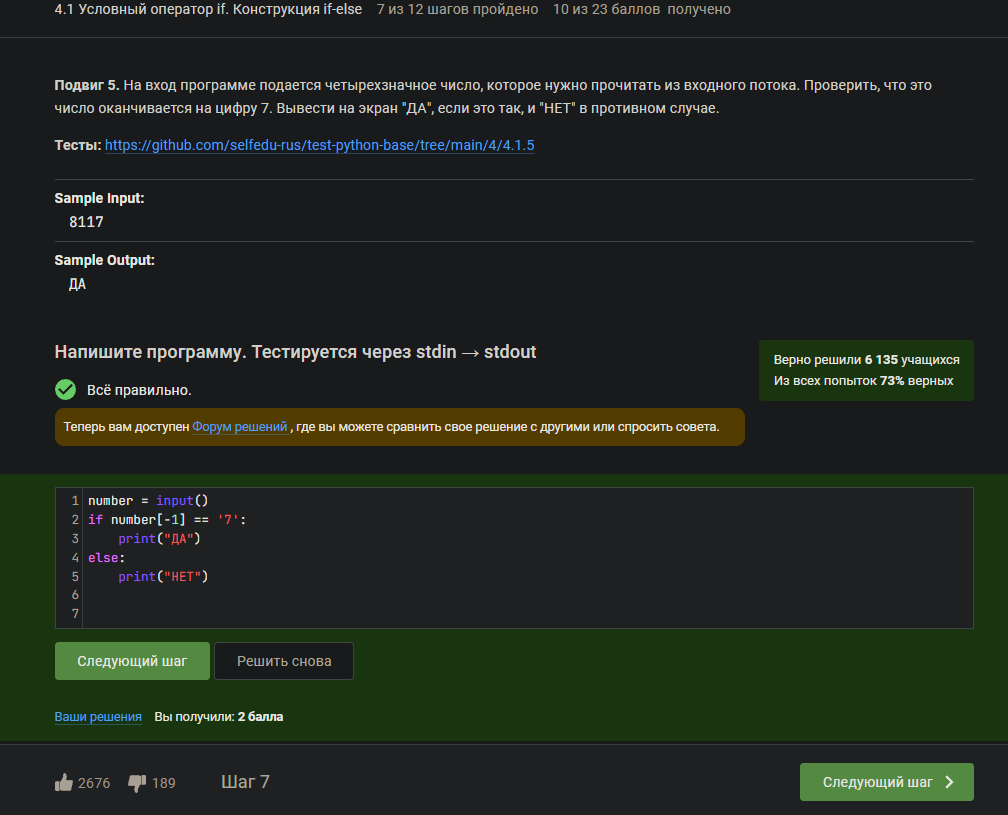 4.1 Условный оператор if. Конструкция if-else 7 из 12 шагов пройдено 10 из 23 баллов получено
Подвиг 5. На вход программе подается четырехзначное число, которое нужно прочитать из входного потока. Проверить, что это
число оканчивается на цифру 7. Вывести на экран "ДА", если это так, и "НЕТ" в противном случае.
Тесты: https://github.com/selfedu-rus/test-python-base/tree/main/4/4.1.5
Sample Input:
8117
Sample Output:
ДА
Напишите программу. Тестируется через stdin → stdout
Верно решили 6 135 учащихся
Из всех попыток 73% верных
Всё правильно.
Теперь вам доступен Форум решений , где вы можете сравнить свое решение с другими или спросить совета.
1 number = input()
2 if number[-1] == '7':
3     print("ДА")
4 else:
5     print("НЕТ")
6
7
Следующий шаг Решить снова
Ваши решения Вы получили: 2 балла
2676 189 Шаг 7 Следующий шаг